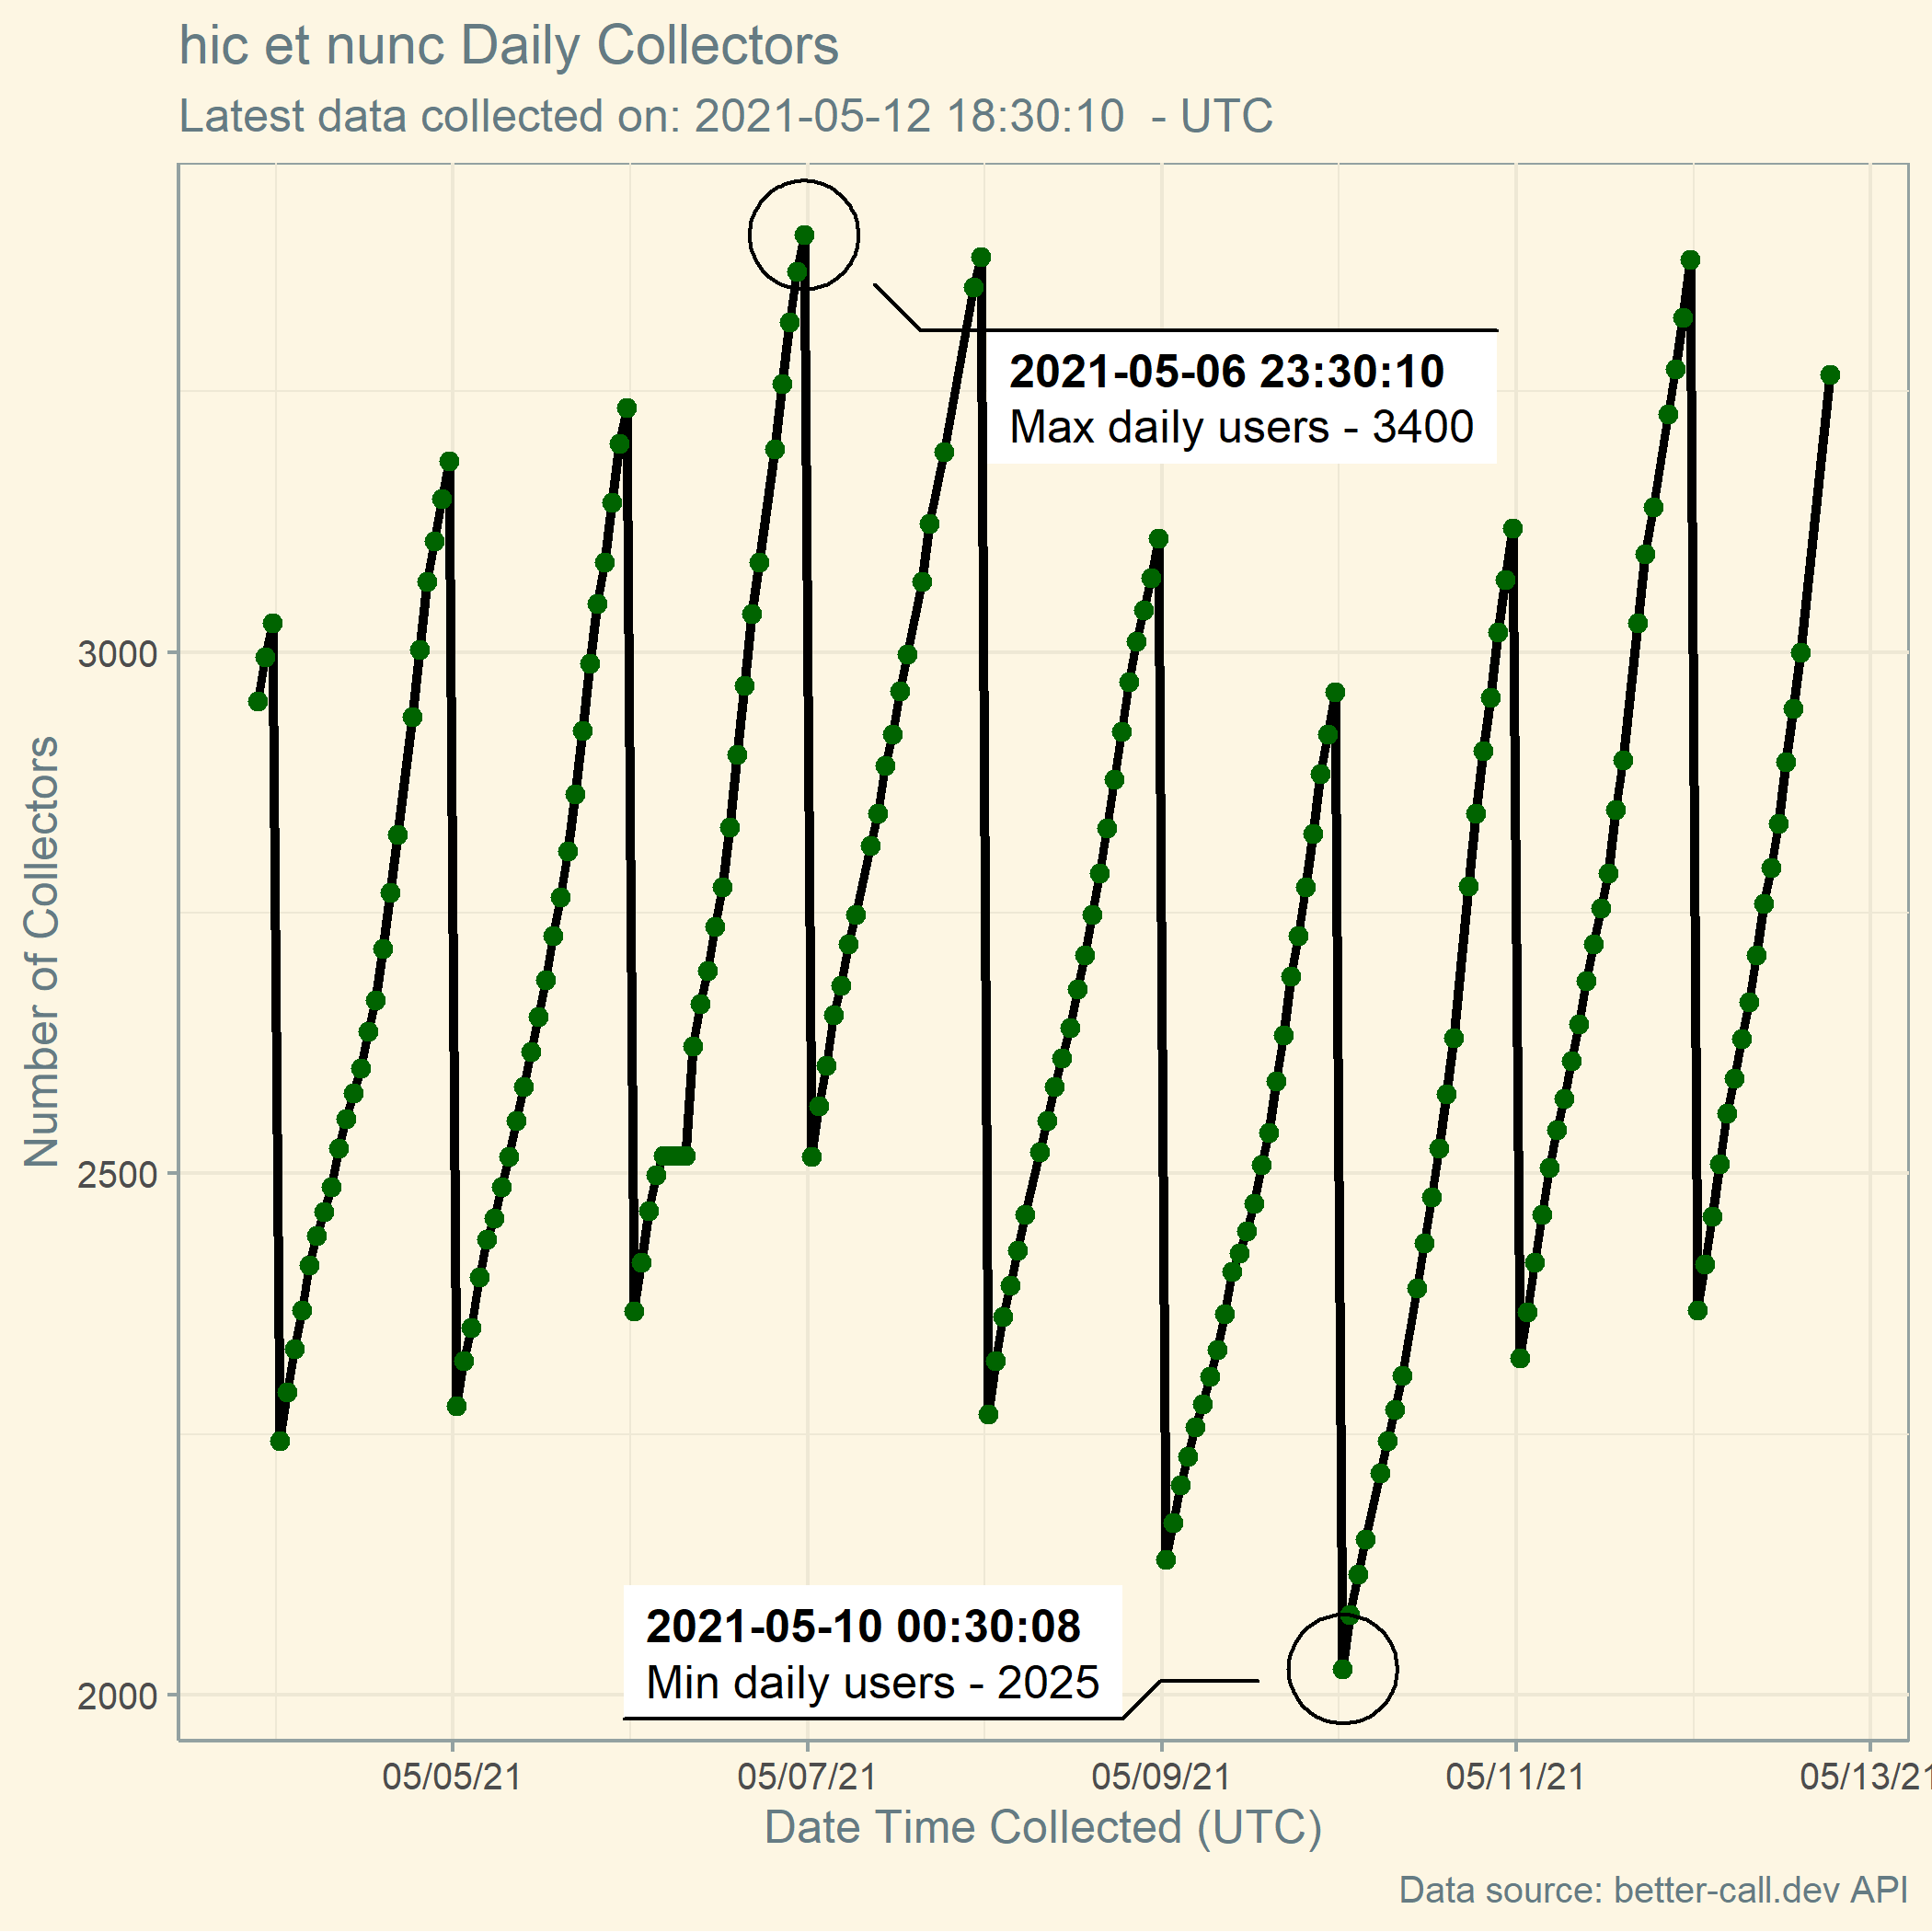 hic et nunc Daily Collectors
Latest data collected on: 2021-05-12 18:30:10  - UTC
2021-05-06 23:30:10
Max daily users - 3400
3000
Number of Collectors
2500
2021-05-10 00:30:08
Min daily users - 2025
2000
05/05/21 05/07/21 05/09/21 05/11/21 05/13/21
Date Time Collected (UTC)
Data source: better-call.dev API